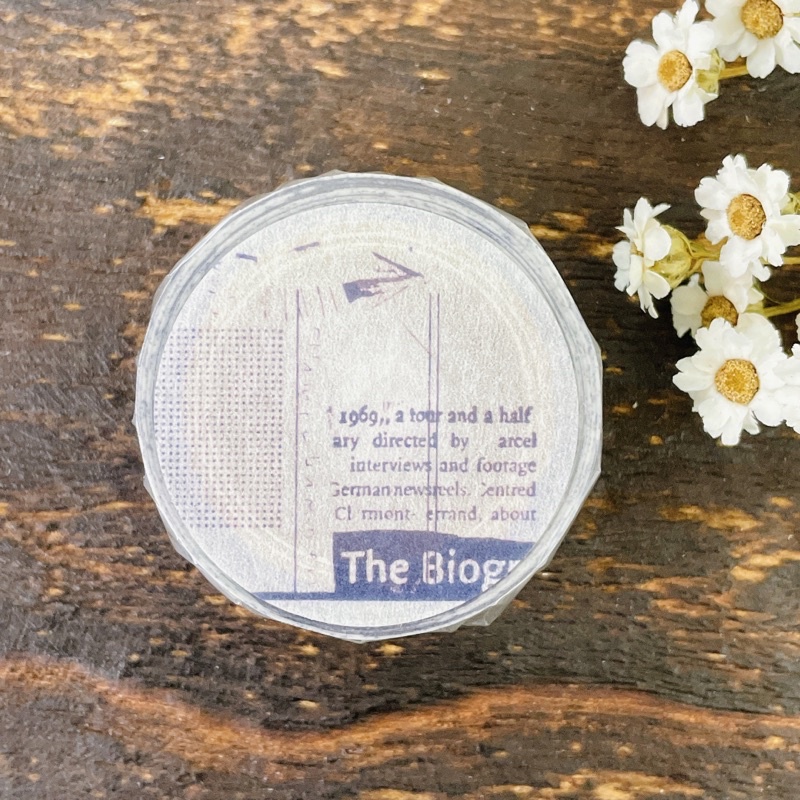 1969,, a tour and a half
ary directed by arcel
interviews and footage
German newsreels. Centred
Cl rmont- errand, about
The Biogr